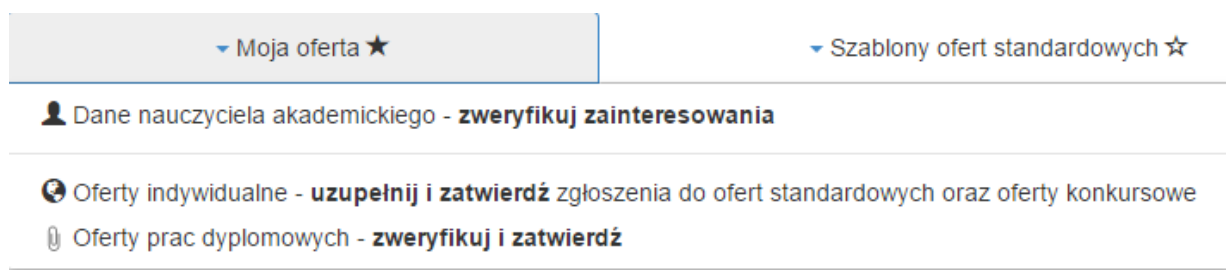 Moja oferta ★
Szablony ofert standardowych ☆
Dane nauczyciela akademickiego - zweryfikuj zainteresowania
Oferty indywidualne - uzupełnij i zatwierdź zgłoszenia do ofert standardowych oraz oferty konkursowe
Oferty prac dyplomowych - zweryfikuj i zatwierdź